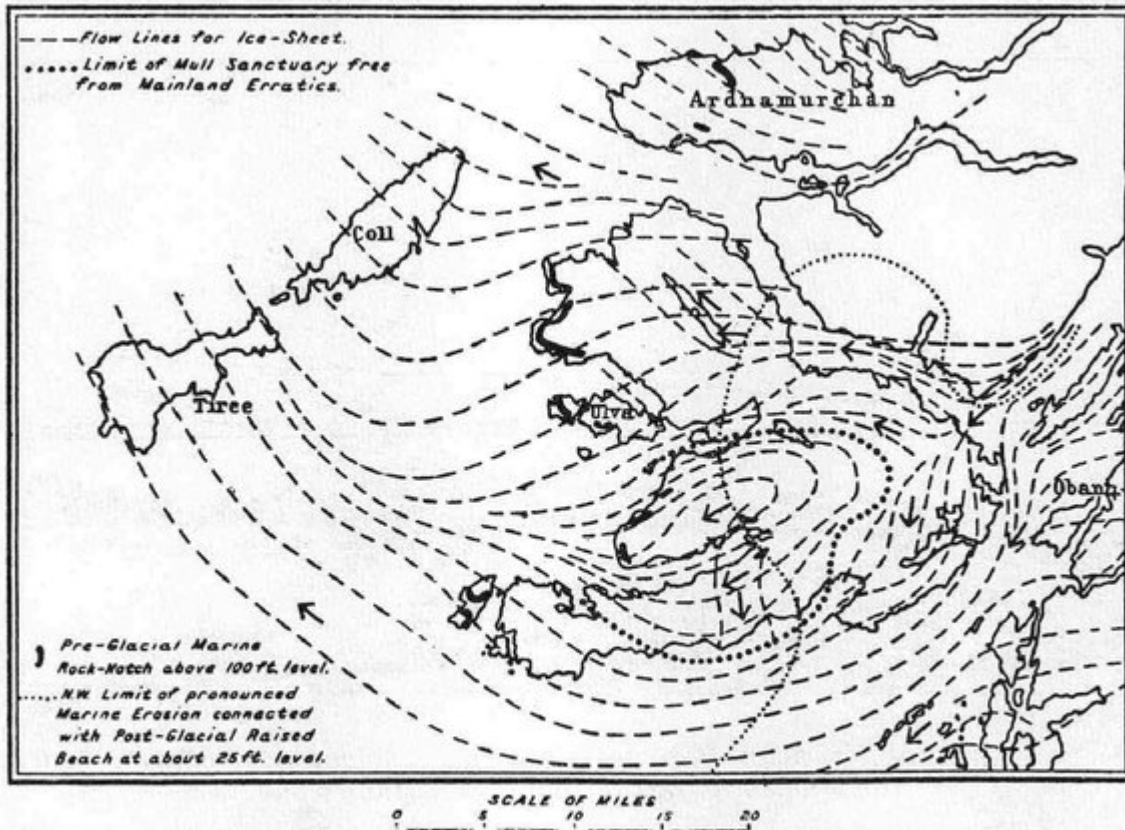 Flow Lines for Ice-Sheet.
Limit of Mull Sanctuary free
from Mainland Erratics.
Ardnamurchan
Coll
Tiree
Ulva
Oban
Pre-Glacial Marine
Rock-Notch above 100 ft. level.
N.W. Limit of pronounced
Marine Erosion connected
with Post-Glacial Raised
Beach at about 25 ft. level.
SCALE OF MILES
0 5 10 15 20